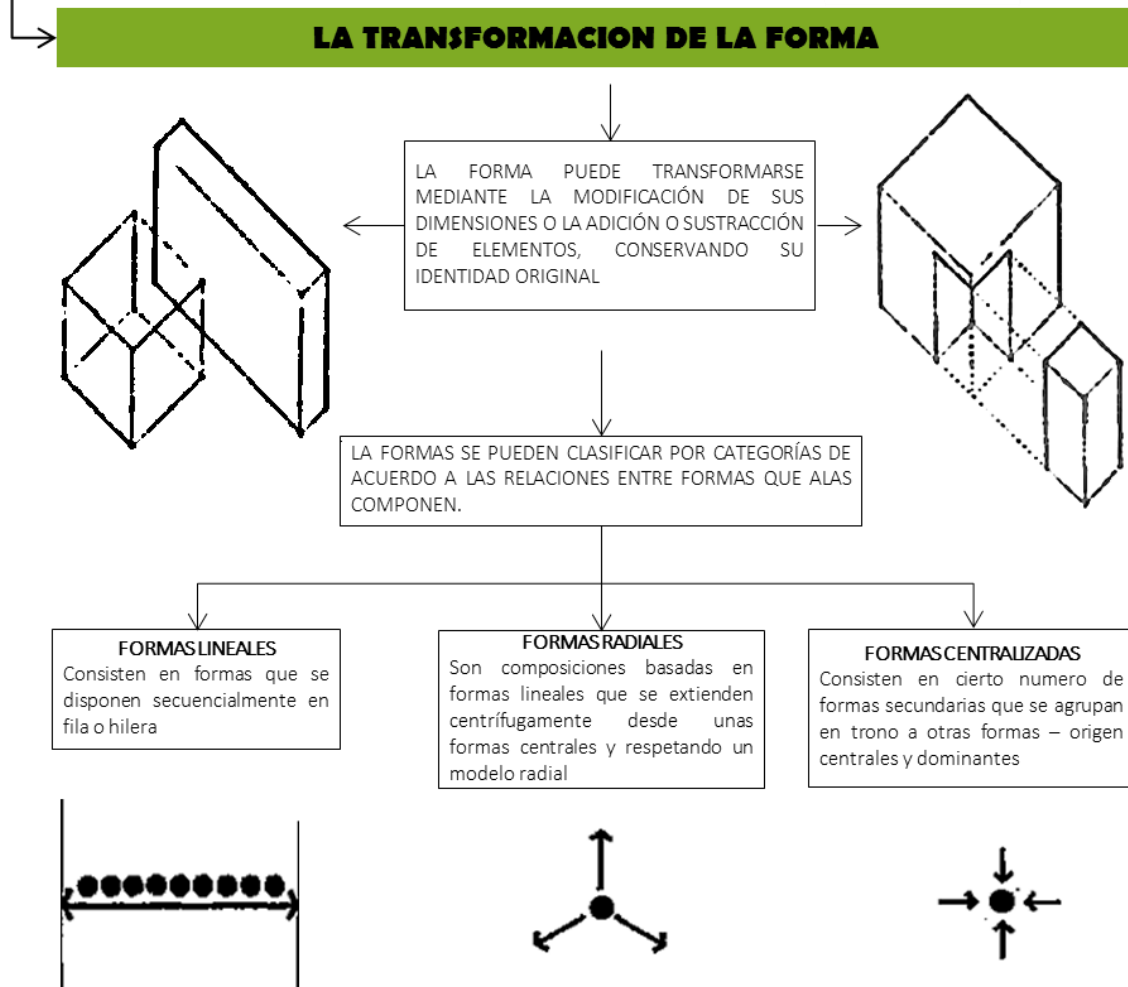 LA TRANSFORMACION DE LA FORMA
LA FORMA PUEDE TRANSFORMARSE
MEDIANTE LA MODIFICACIÓN DE SUS
DIMENSIONES O LA ADICIÓN O SUSTRACCIÓN
DE ELEMENTOS, CONSERVANDO SU
IDENTIDAD ORIGINAL
LA FORMAS SE PUEDEN CLASIFICAR POR CATEGORÍAS DE
ACUERDO A LAS RELACIONES ENTRE FORMAS QUE ALAS
COMPONEN.
FORMAS LINEALES
Consisten en formas que se
disponen secuencialmente en
fila o hilera
FORMAS RADIALES
Son composiciones basadas en
formas lineales que se extienden
centrífugamente desde unas
formas centrales y respetando un
modelo radial
FORMAS CENTRALIZADAS
Consisten en cierto numero de
formas secundarias que se agrupan
en trono a otras formas – origen
centrales y dominantes